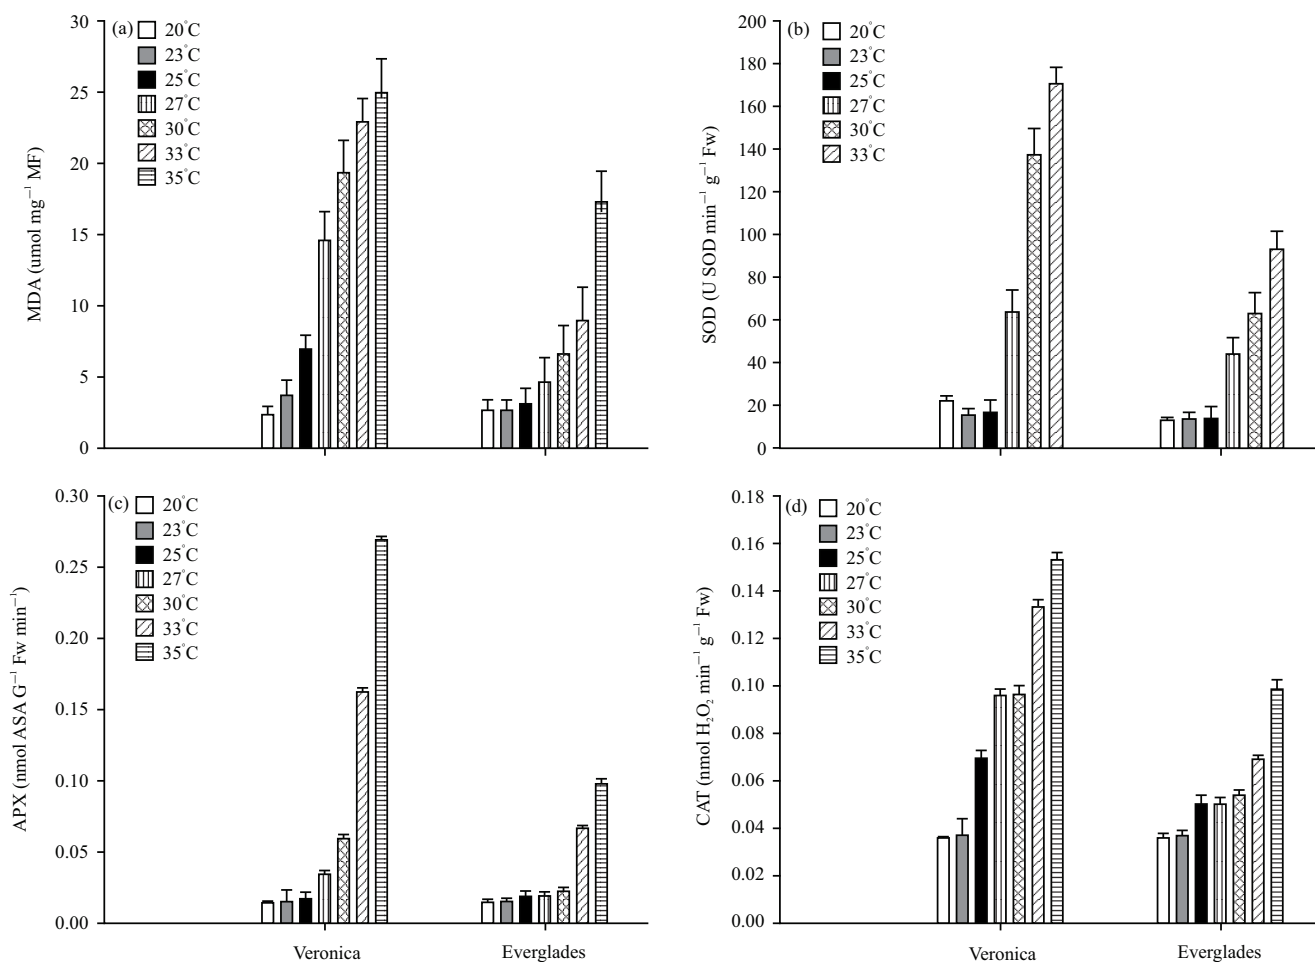 (a)
20°C
23°C
25°C
27°C
30°C
33°C
35°C
30
25
20
15
10
5
0
MDA (umol mg⁻¹ MF)
(b)
20°C
23°C
25°C
27°C
30°C
33°C
200
180
160
140
120
100
80
60
40
20
0
SOD (U SOD min⁻¹ g⁻¹ Fw)
(c)
20°C
23°C
25°C
27°C
30°C
33°C
35°C
0.30
0.25
0.20
0.15
0.10
0.05
0.00
APX (nmol ASA G⁻¹ Fw min⁻¹)
Veronica
Everglades
(d)
20°C
23°C
25°C
27°C
30°C
33°C
35°C
0.18
0.16
0.14
0.12
0.10
0.08
0.06
0.04
0.02
0.00
CAT (nmol H₂O₂ min⁻¹ g⁻¹ Fw)
Veronica
Everglades